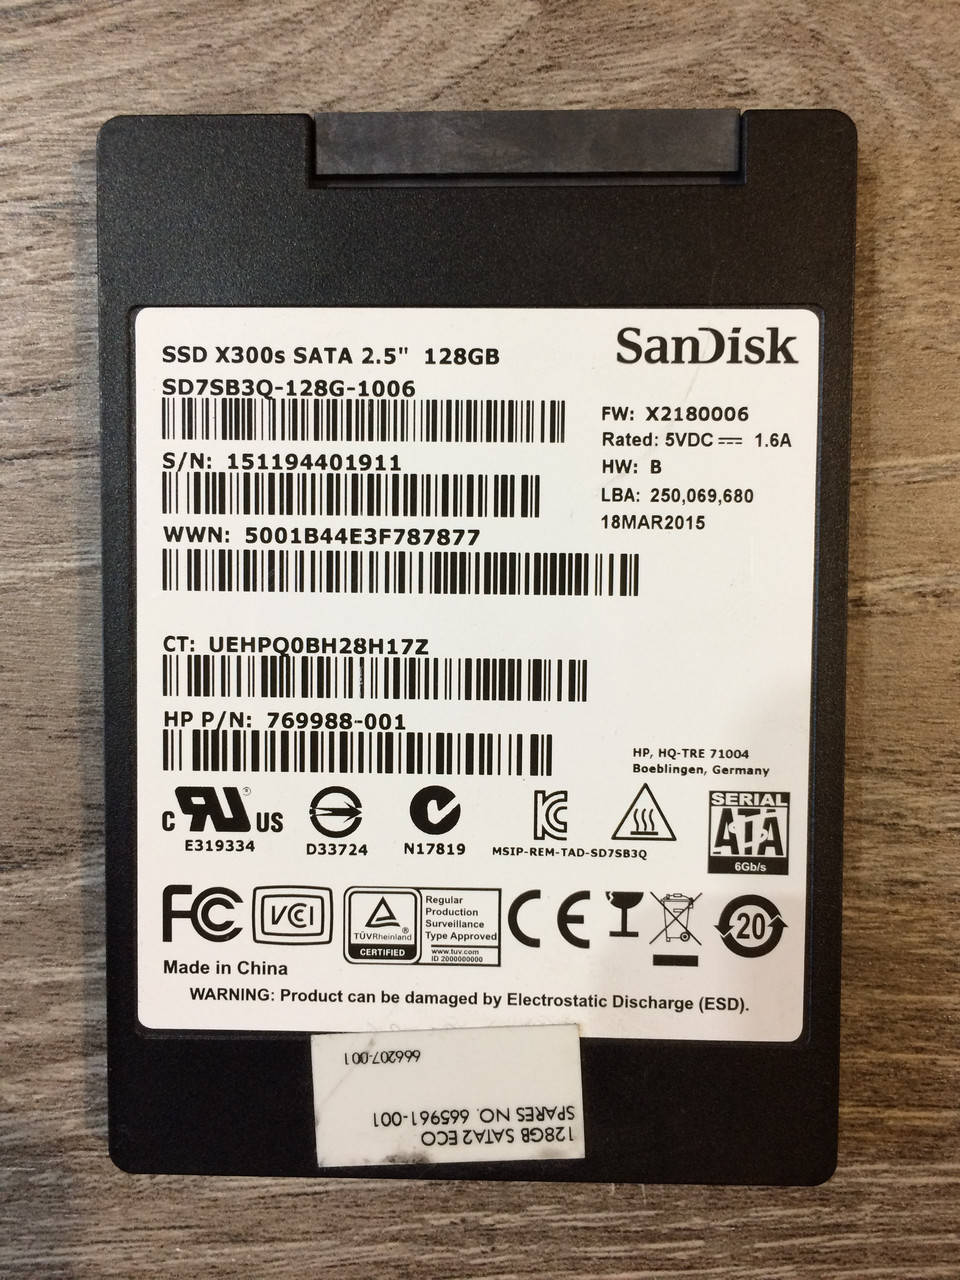 SSD X300s SATA 2.5" 128GB
SanDisk
SD7SB3Q-128G-1006
FW: X2180006
Rated: 5VDC ⎓ 1.6A
S/N: 151194401911
HW: B
LBA: 250,069,680
18MAR2015
WWN: 5001B44E3F787877
CT: UEHPQ0BH28H17Z
HP P/N: 769988-001
HP, HQ-TRE 71004
Boeblingen, Germany
c RU US ®
E319334
D33724
N17819
MSIP-REM-TAD-SD7SB3Q
SERIAL
ATA
6Gb/s
FC
VCI
TÜVRheinland ®
CERTIFIED
Regular
Production
Surveillance
Type Approved
www.tuv.com
ID 2000000000
CE
20
Made in China
WARNING: Product can be damaged by Electrostatic Discharge (ESD).
128GB SATA2 ECO
SPARES NO. 665961-001
666207-001